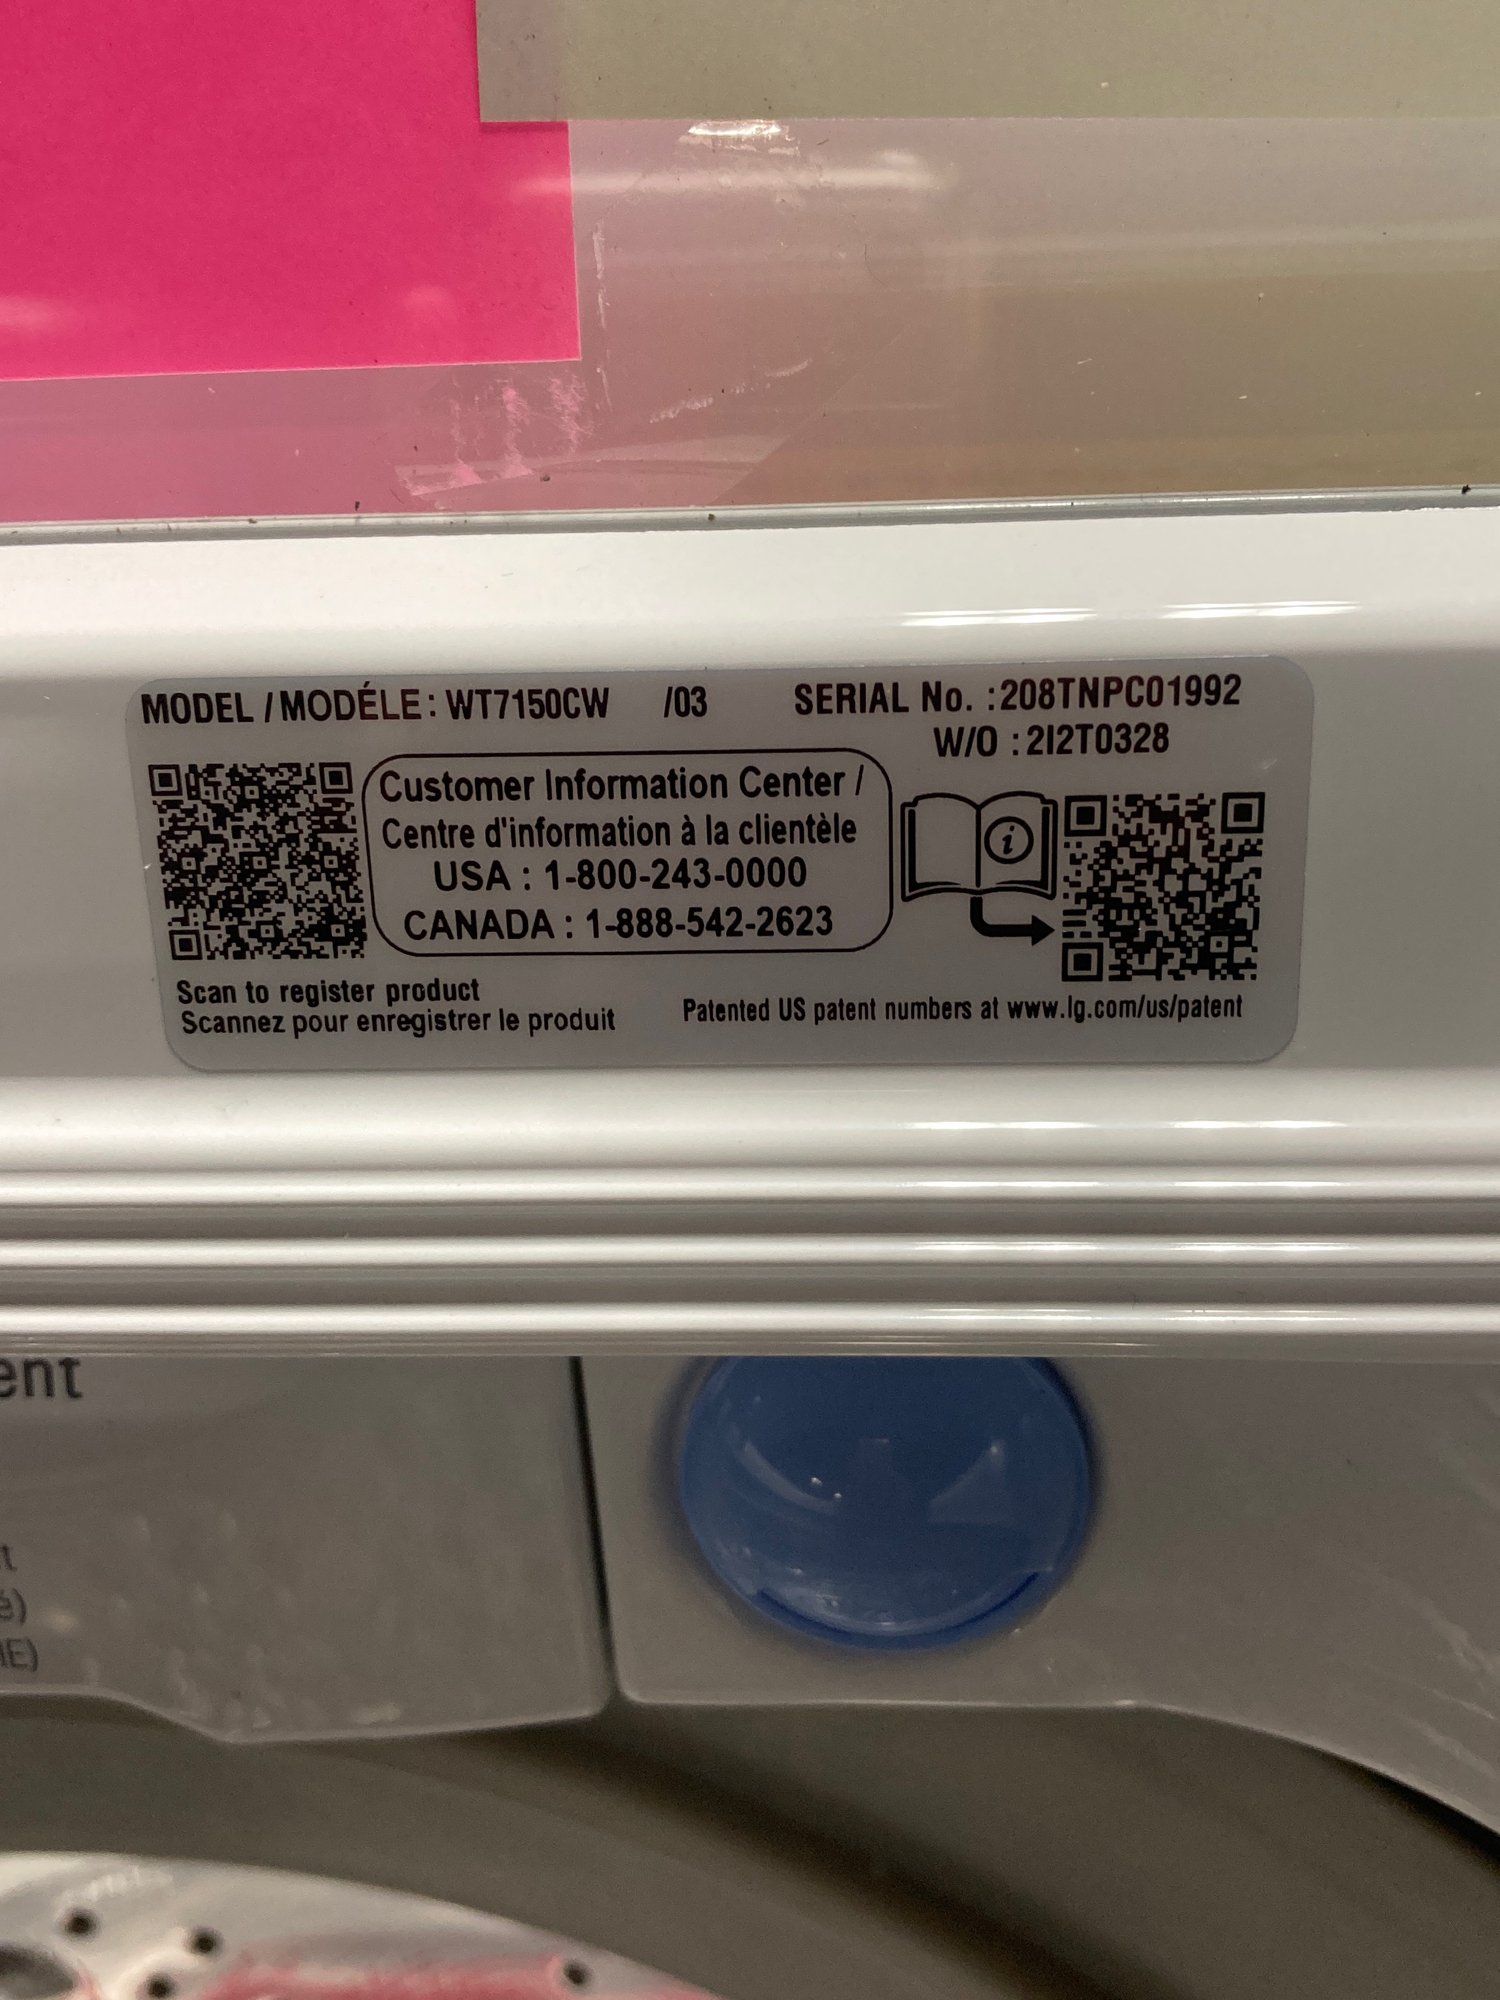 MODEL / MODÉLE : WT7150CW /03 SERIAL No. :208TNPC01992
W/O :2I2T0328
Customer Information Center /
Centre d'information à la clientèle
USA : 1-800-243-0000
CANADA : 1-888-542-2623
i
Scan to register product
Scannez pour enregistrer le produit
Patented US patent numbers at www.lg.com/us/patent
ent
t
é)
IE)